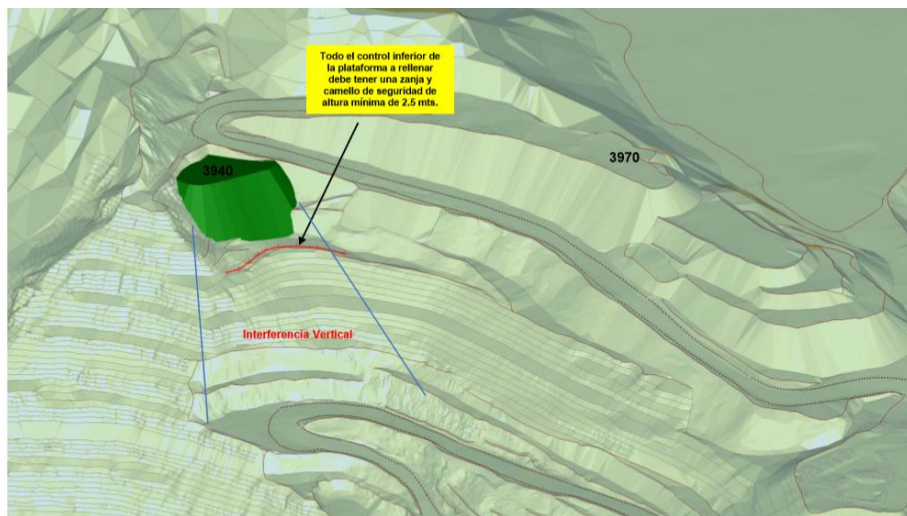 Todo el control inferior de
la plataforma a rellenar
debe tener una zanja y
camello de seguridad de
altura mínima de 2.5 mts.
3970
3940
Interferencia Vertical